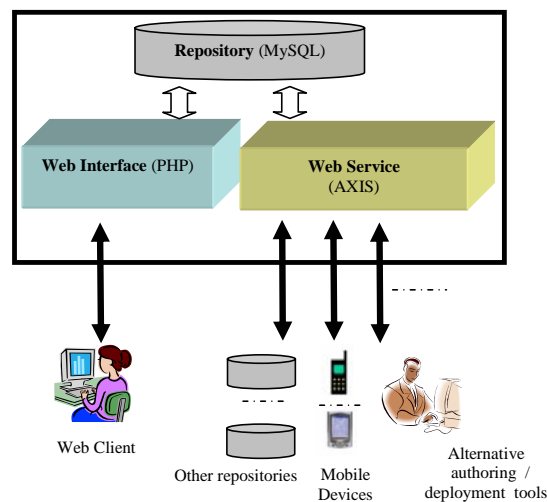 Repository (MySQL)
Web Interface (PHP)
Web Service
(AXIS)
Web Client
Other repositories
Mobile
Devices
Alternative
authoring /
deployment tools